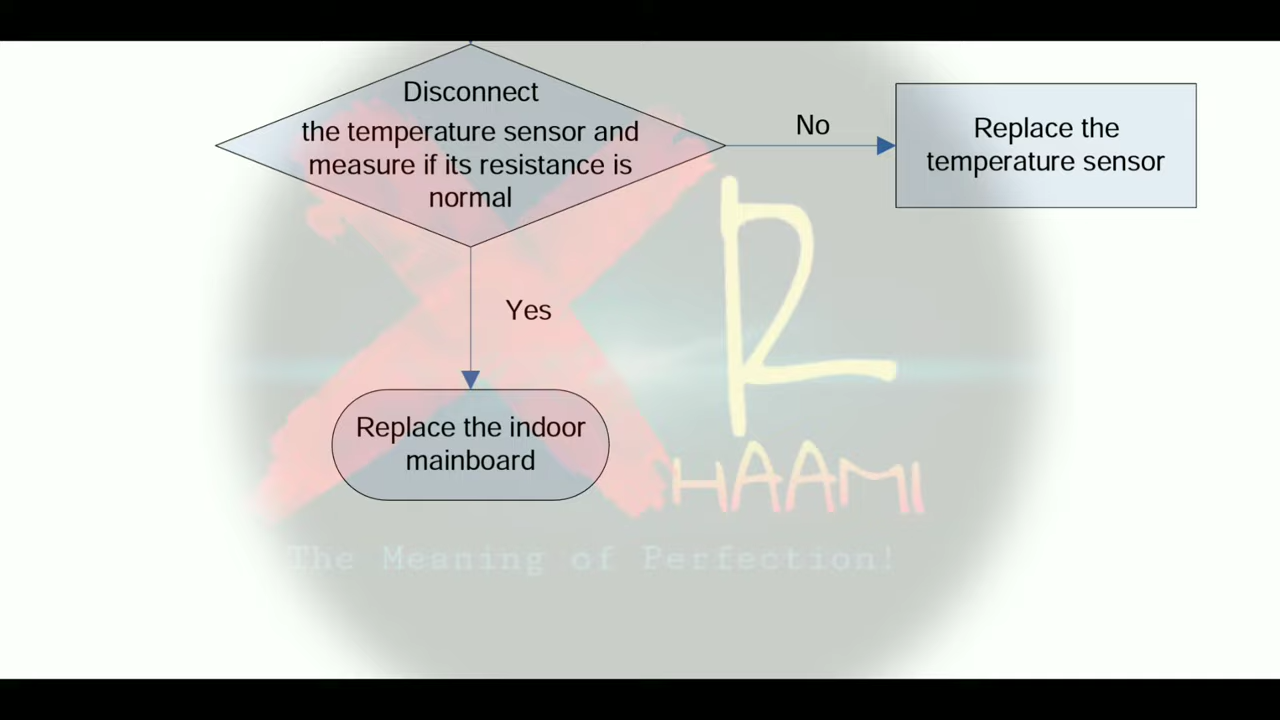 Disconnect
the temperature sensor and
measure if its resistance is
normal
No
Replace the
temperature sensor
Yes
Replace the indoor
mainboard
X R
HAAMI
The Meaning of Perfection!